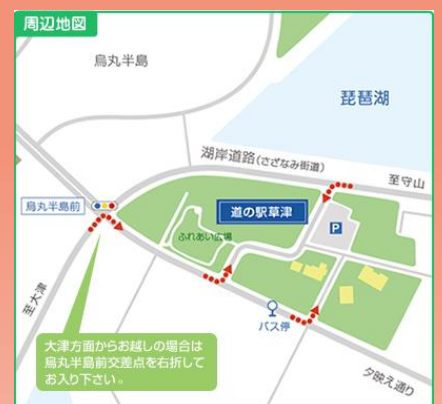 周辺地図
烏丸半島
琵琶湖
湖岸道路(さざなみ街道)
至守山
烏丸半島前
道の駅草津
P
ふれあい広場
至大津
バス停
大津方面からお越しの場合は
烏丸半島前交差点を右折して
お入り下さい。
夕映え通り